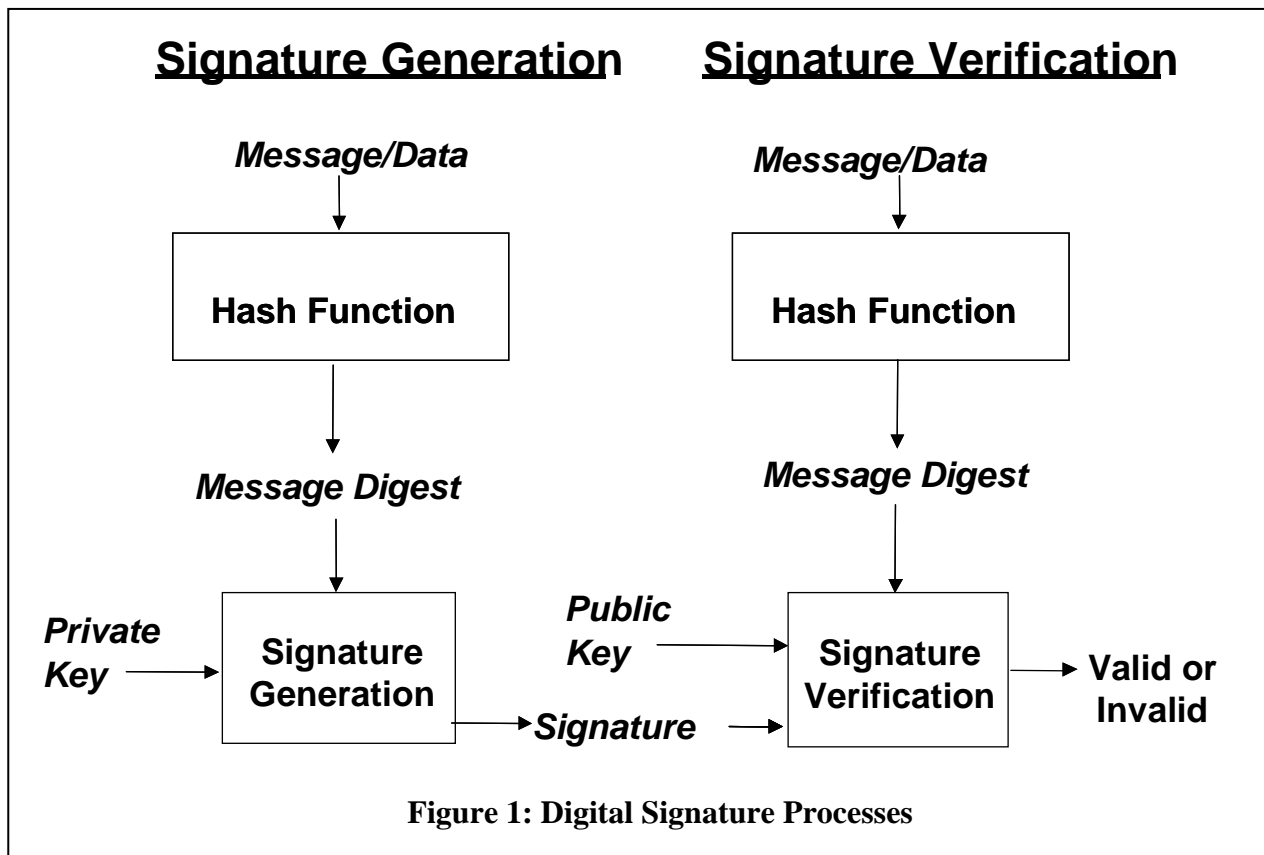 Signature Generation
Signature Verification
Message/Data
Message/Data
Hash Function
Hash Function
Message Digest
Message Digest
Private
Key
Signature
Generation
Public
Key
Signature
Signature
Verification
Valid or
Invalid
Figure 1: Digital Signature Processes